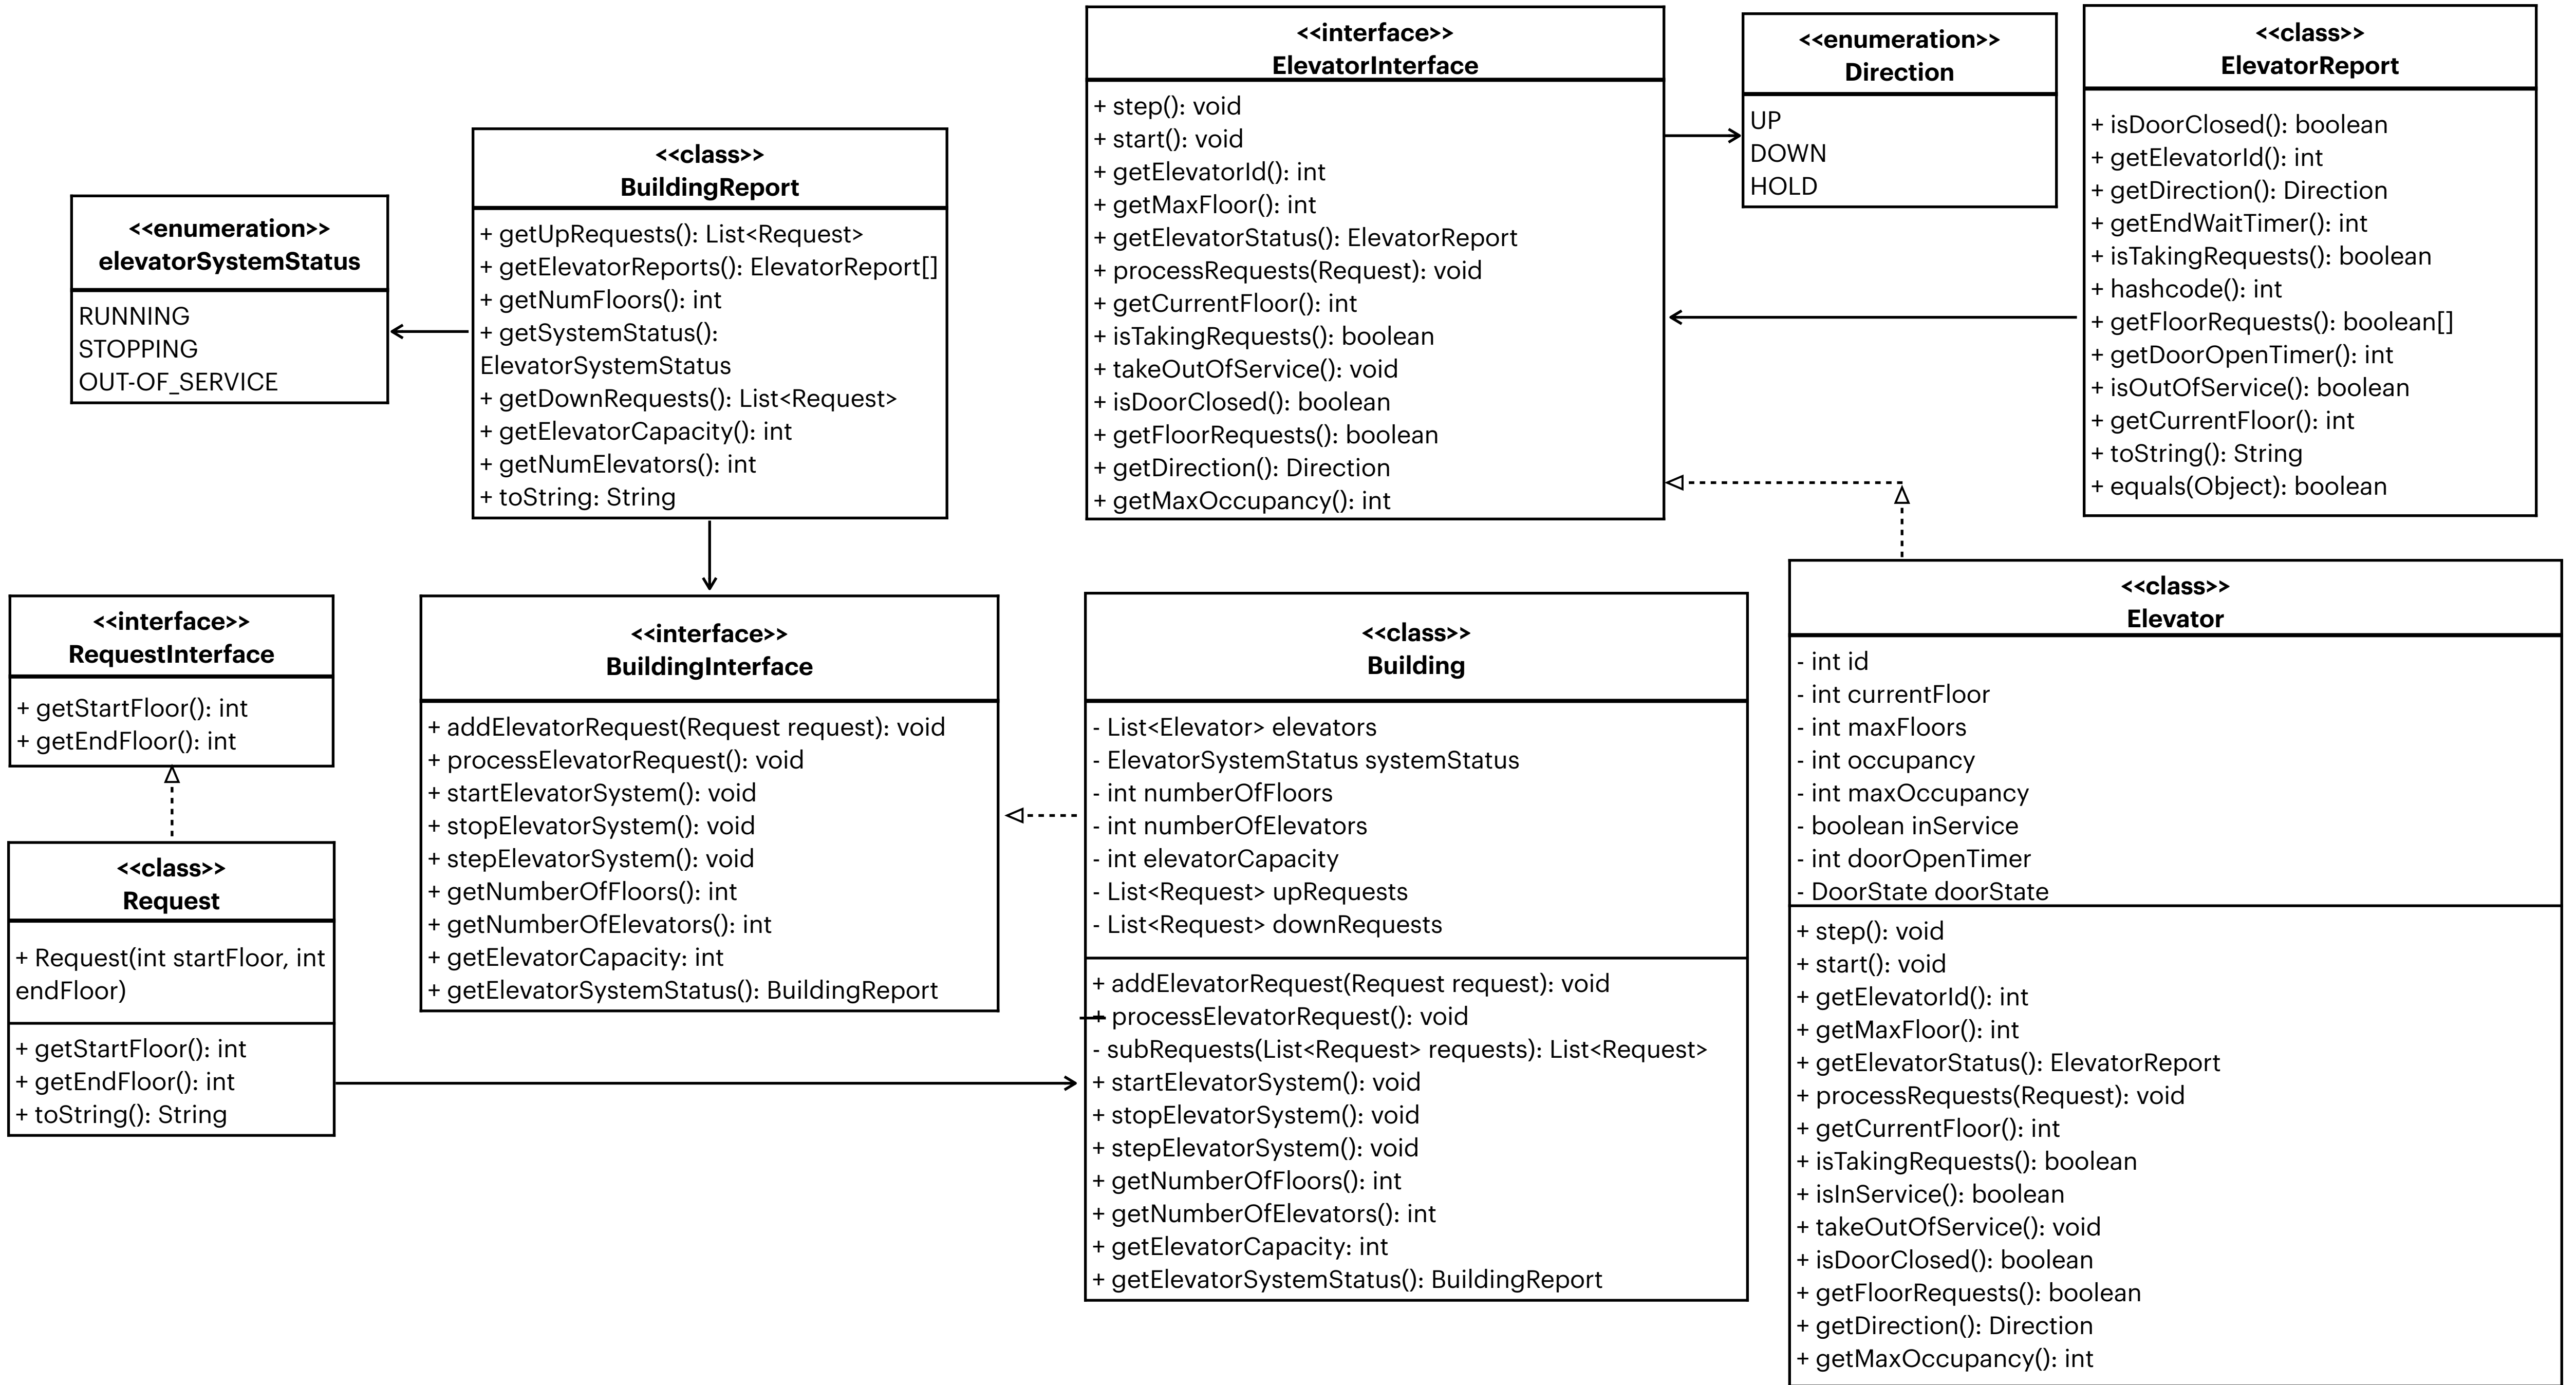 <<enumeration>>
elevatorSystemStatus
RUNNING
STOPPING
OUT-OF_SERVICE
<<class>>
BuildingReport
+ getUpRequests(): List<Request>
+ getElevatorReports(): ElevatorReport[]
+ getNumFloors(): int
+ getSystemStatus():
ElevatorSystemStatus
+ getDownRequests(): List<Request>
+ getElevatorCapacity(): int
+ getNumElevators(): int
+ toString: String
<<interface>>
ElevatorInterface
+ step(): void
+ start(): void
+ getElevatorId(): int
+ getMaxFloor(): int
+ getElevatorStatus(): ElevatorReport
+ processRequests(Request): void
+ getCurrentFloor(): int
+ isTakingRequests(): boolean
+ takeOutOfService(): void
+ isDoorClosed(): boolean
+ getFloorRequests(): boolean
+ getDirection(): Direction
+ getMaxOccupancy(): int
<<enumeration>>
Direction
UP
DOWN
HOLD
<<class>>
ElevatorReport
+ isDoorClosed(): boolean
+ getElevatorId(): int
+ getDirection(): Direction
+ getEndWaitTimer(): int
+ isTakingRequests(): boolean
+ hashcode(): int
+ getFloorRequests(): boolean[]
+ getDoorOpenTimer(): int
+ isOutOfService(): boolean
+ getCurrentFloor(): int
+ toString(): String
+ equals(Object): boolean
<<interface>>
RequestInterface
+ getStartFloor(): int
+ getEndFloor(): int
<<class>>
Request
+ Request(int startFloor, int
endFloor)
+ getStartFloor(): int
+ getEndFloor(): int
+ toString(): String
<<interface>>
BuildingInterface
+ addElevatorRequest(Request request): void
+ processElevatorRequest(): void
+ startElevatorSystem(): void
+ stopElevatorSystem(): void
+ stepElevatorSystem(): void
+ getNumberOfFloors(): int
+ getNumberOfElevators(): int
+ getElevatorCapacity: int
+ getElevatorSystemStatus(): BuildingReport
<<class>>
Building
- List<Elevator> elevators
- ElevatorSystemStatus systemStatus
- int numberOfFloors
- int numberOfElevators
- int elevatorCapacity
- List<Request> upRequests
- List<Request> downRequests
+ addElevatorRequest(Request request): void
+ processElevatorRequest(): void
- subRequests(List<Request> requests): List<Request>
+ startElevatorSystem(): void
+ stopElevatorSystem(): void
+ stepElevatorSystem(): void
+ getNumberOfFloors(): int
+ getNumberOfElevators(): int
+ getElevatorCapacity: int
+ getElevatorSystemStatus(): BuildingReport
<<class>>
Elevator
- int id
- int currentFloor
- int maxFloors
- int occupancy
- int maxOccupancy
- boolean inService
- int doorOpenTimer
- DoorState doorState
+ step(): void
+ start(): void
+ getElevatorId(): int
+ getMaxFloor(): int
+ getElevatorStatus(): ElevatorReport
+ processRequests(Request): void
+ getCurrentFloor(): int
+ isTakingRequests(): boolean
+ isInService(): boolean
+ takeOutOfService(): void
+ isDoorClosed(): boolean
+ getFloorRequests(): boolean
+ getDirection(): Direction
+ getMaxOccupancy(): int